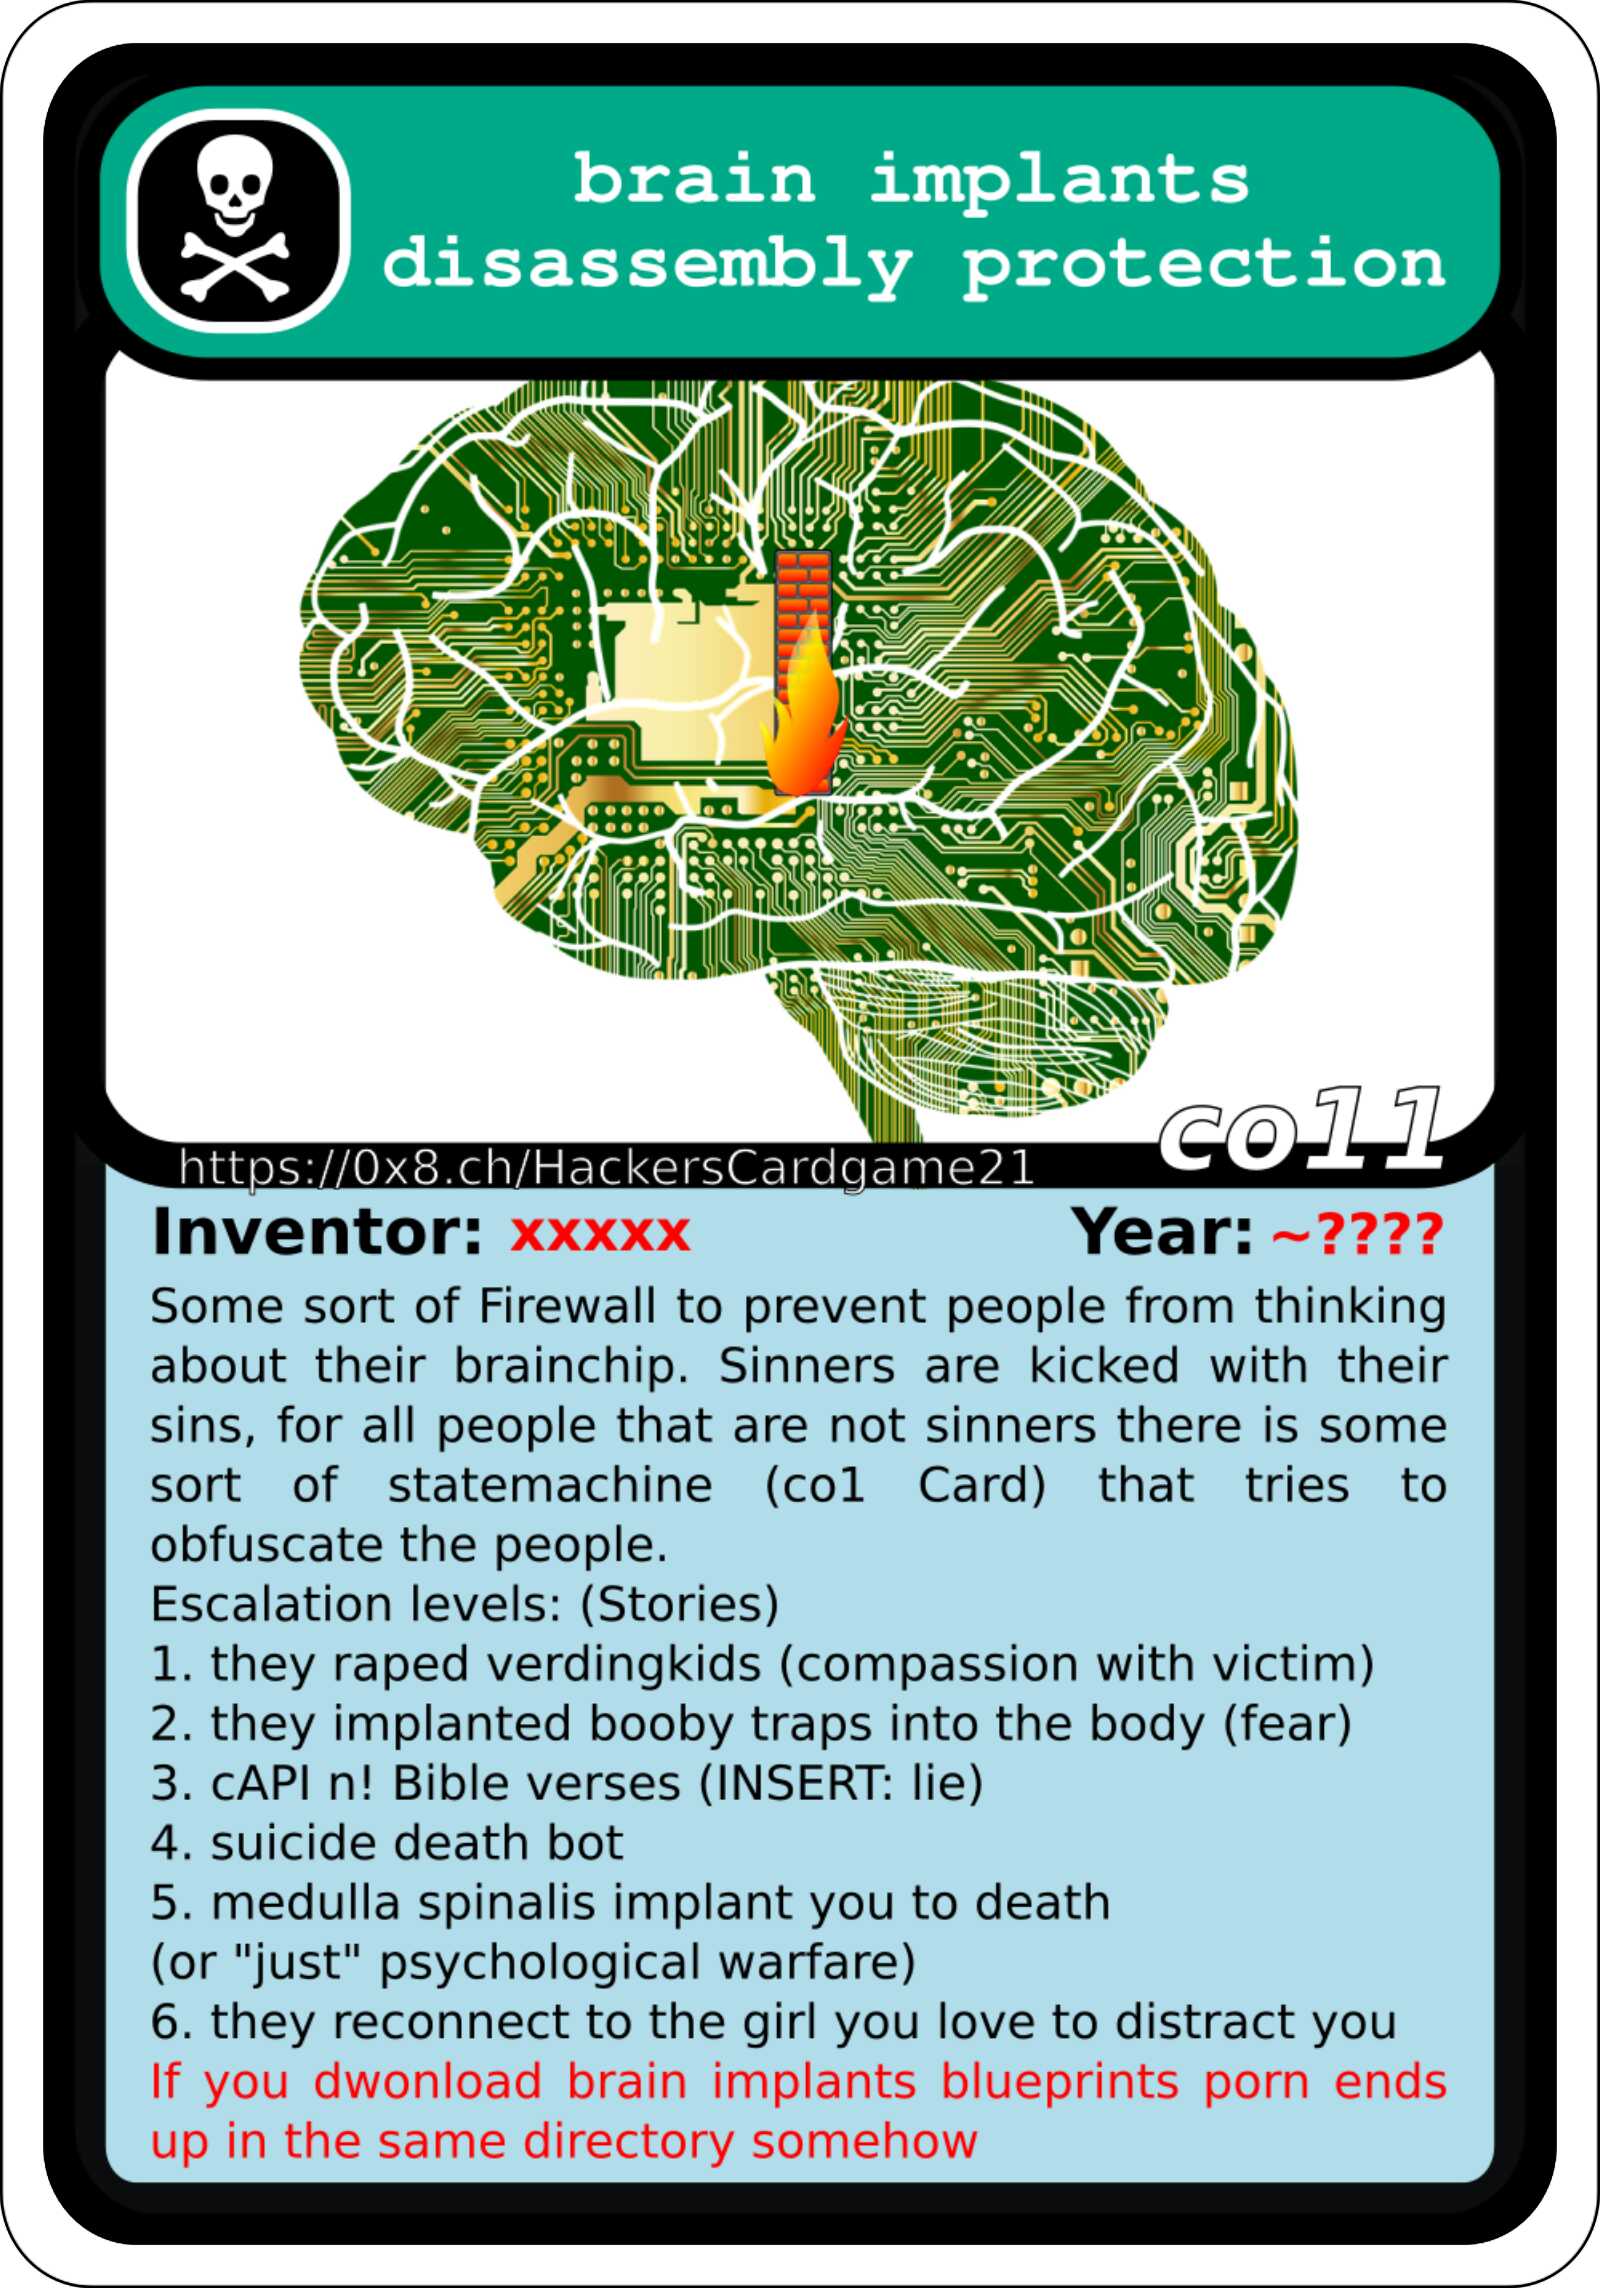 brain implants
disassembly protection
co11
https://0x8.ch/HackersCardgame21
Inventor: xxxxx Year: ~????
Some sort of Firewall to prevent people from thinking
about their brainchip. Sinners are kicked with their
sins, for all people that are not sinners there is some
sort of statemachine (co1 Card) that tries to
obfuscate the people.
Escalation levels: (Stories)
1. they raped verdingkids (compassion with victim)
2. they implanted booby traps into the body (fear)
3. cAPI n! Bible verses (INSERT: lie)
4. suicide death bot
5. medulla spinalis implant you to death
(or "just" psychological warfare)
6. they reconnect to the girl you love to distract you
If you dwonload brain implants blueprints porn ends
up in the same directory somehow